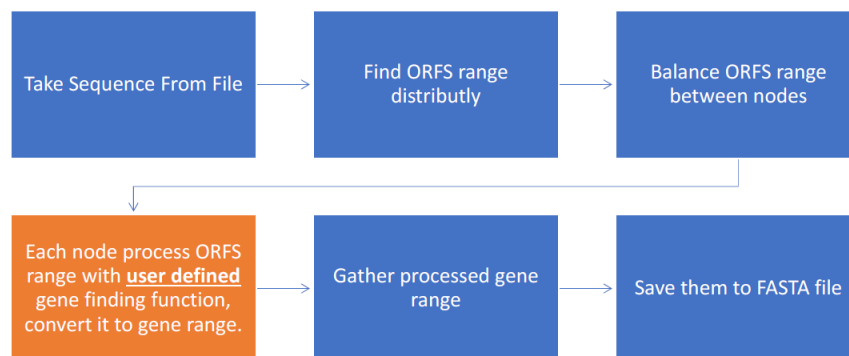 Take Sequence From File
Find ORFS range
distributly
Balance ORFS range
between nodes
Each node process ORFS
range with user defined
gene finding function,
convert it to gene range.
Gather processed gene
range
Save them to FASTA file